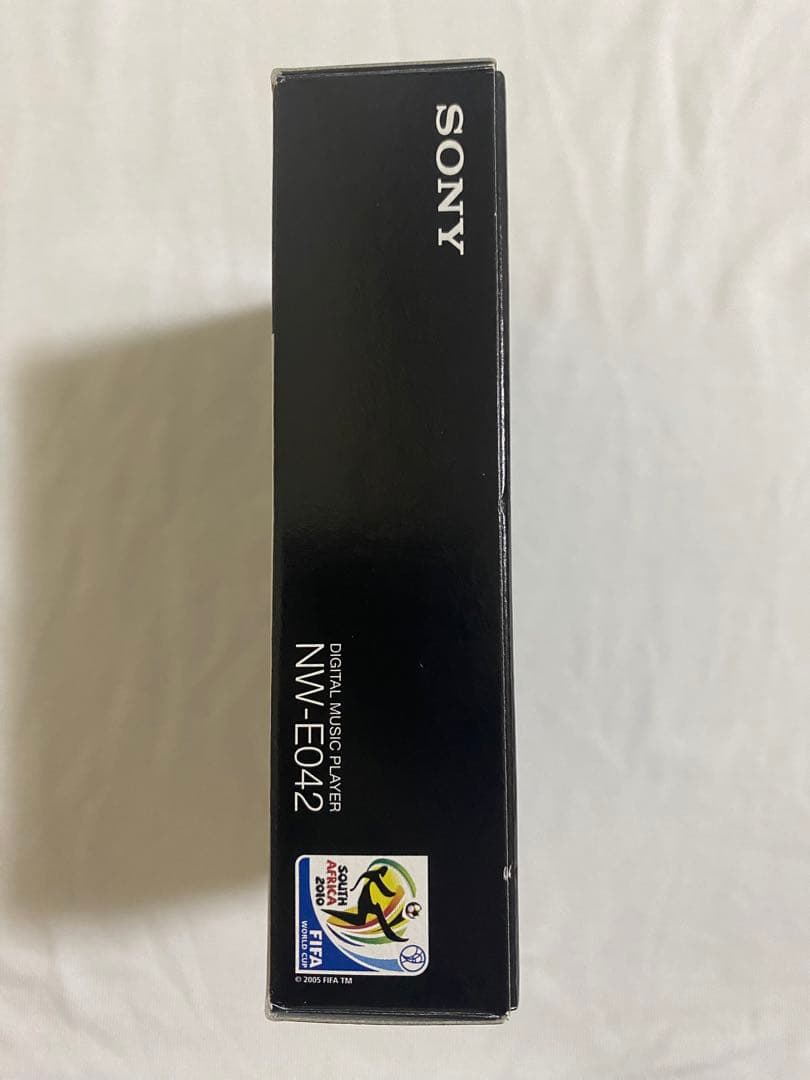 SONY
DIGITAL MUSIC PLAYER
NW-E042
SOUTH
AFRICA
2010
FIFA
WORLD CUP
© 2005 FIFA TM